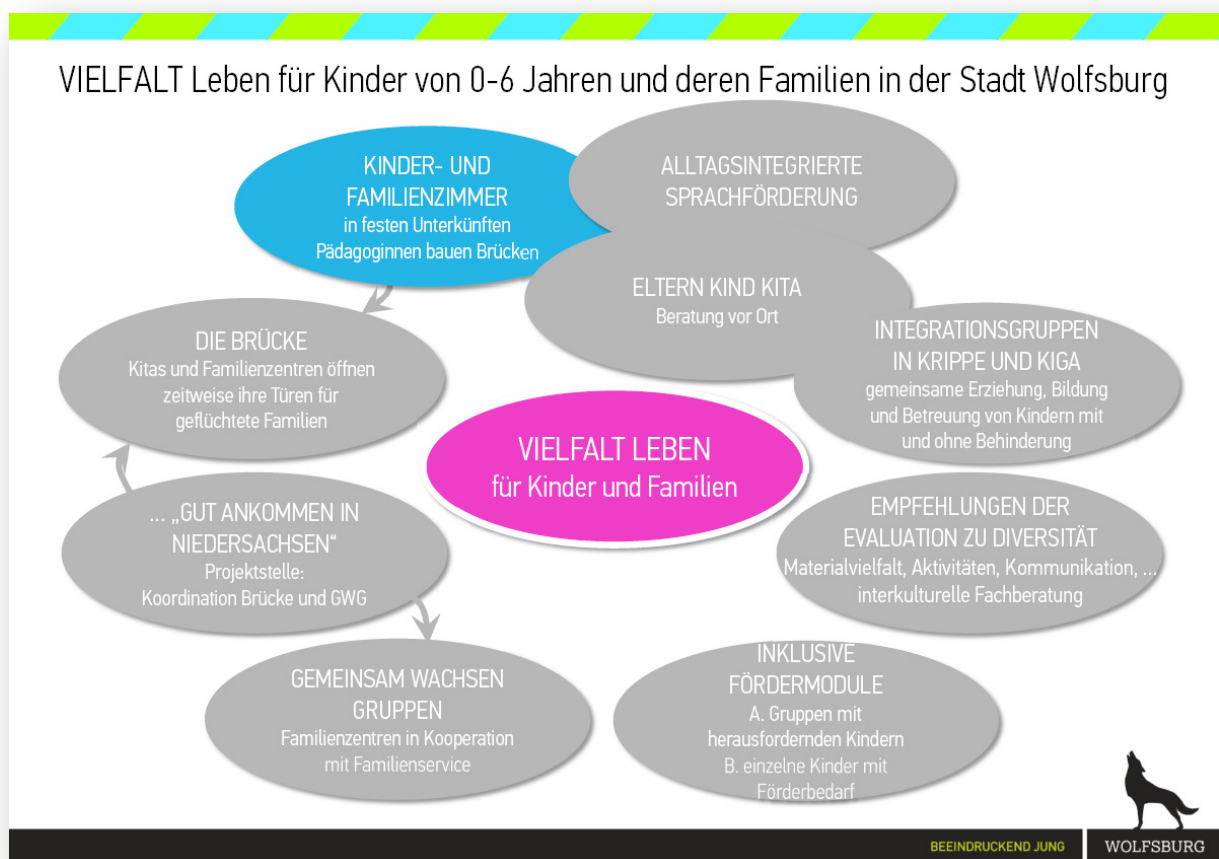 VIELFALT Leben für Kinder von 0-6 Jahren und deren Familien in der Stadt Wolfsburg
KINDER- UND
FAMILIENZIMMER
in festen Unterkünften
Pädagoginnen bauen Brücken
ALLTAGSINTEGRIERTE
SPRACHFÖRDERUNG
ELTERN KIND KITA
Beratung vor Ort
INTEGRATIONSGRUPPEN
IN KRIPPE UND KIGA
gemeinsame Erziehung, Bildung
und Betreuung von Kindern mit
und ohne Behinderung
DIE BRÜCKE
Kitas und Familienzentren öffnen
zeitweise ihre Türen für
geflüchtete Familien
VIELFALT LEBEN
für Kinder und Familien
... „GUT ANKOMMEN IN
NIEDERSACHSEN“
Projektstelle:
Koordination Brücke und GWG
EMPFEHLUNGEN DER
EVALUATION ZU DIVERSITÄT
Materialvielfalt, Aktivitäten, Kommunikation, ...
interkulturelle Fachberatung
GEMEINSAM WACHSEN
GRUPPEN
Familienzentren in Kooperation
mit Familienservice
INKLUSIVE
FÖRDERMODULE
A. Gruppen mit
herausfordernden Kindern
B. einzelne Kinder mit
Förderbedarf
BEEINDRUCKEND JUNG
WOLFSBURG